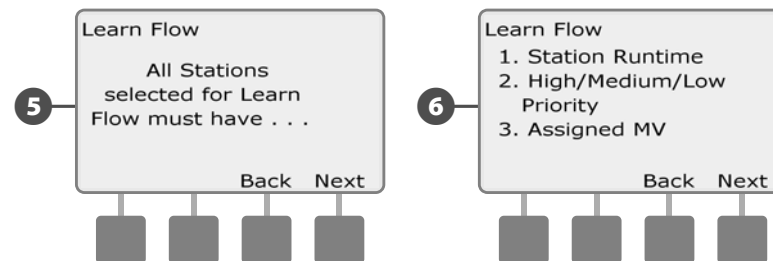 5
Learn Flow
All Stations
selected for Learn
Flow must have . . .
Back Next
6
Learn Flow
1. Station Runtime
2. High/Medium/Low
Priority
3. Assigned MV
Back Next